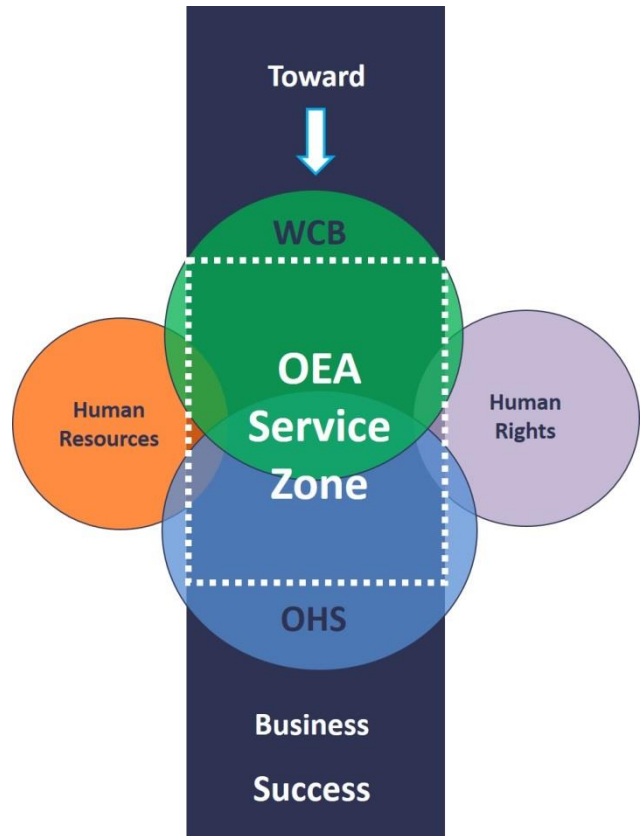 Toward
WCB
OEA
Service
Zone
Human
Resources
Human
Rights
OHS
Business
Success